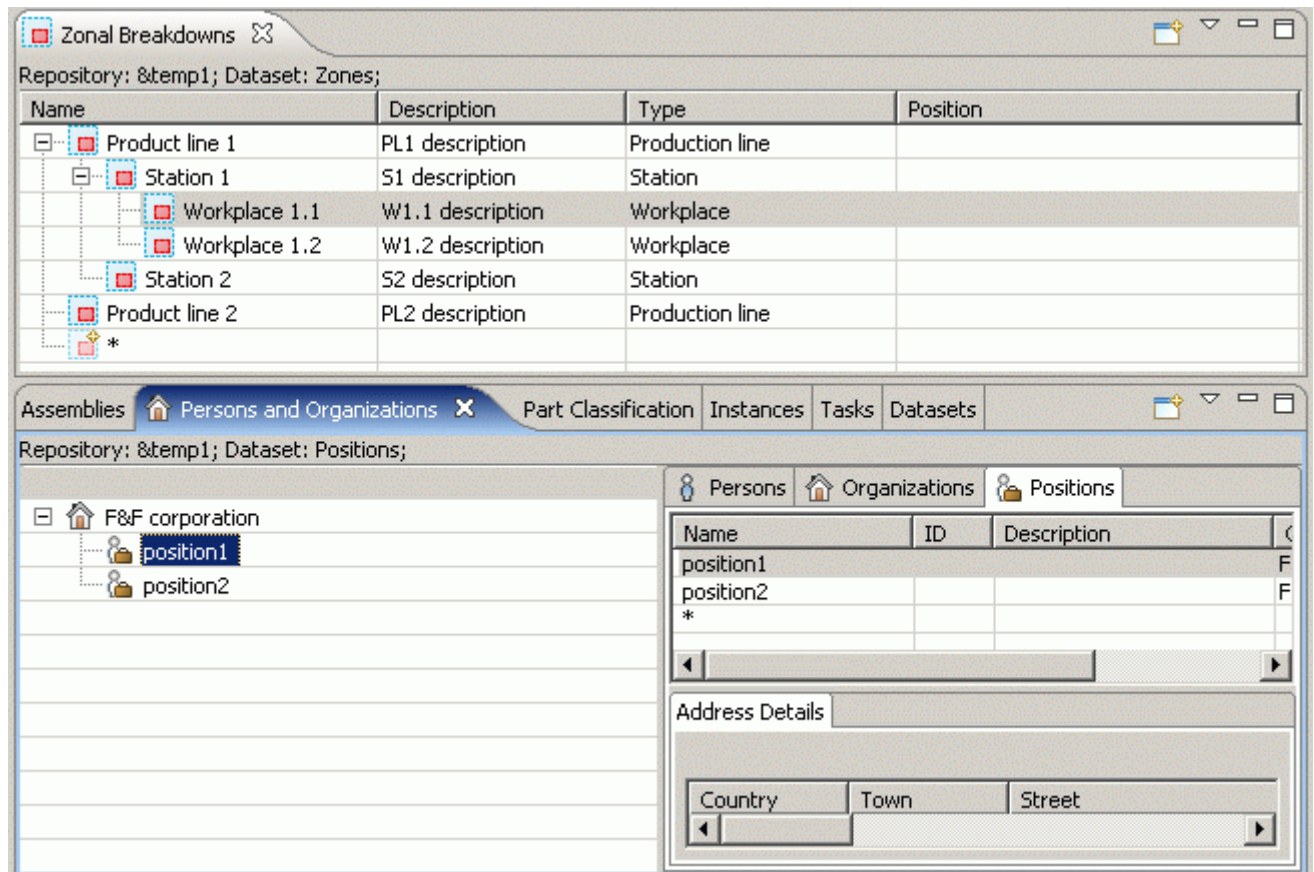 Zonal Breakdowns
Repository: &temp1; Dataset: Zones;
Name Description Type Position
Product line 1 PL1 description Production line
Station 1 S1 description Station
Workplace 1.1 W1.1 description Workplace
Workplace 1.2 W1.2 description Workplace
Station 2 S2 description Station
Product line 2 PL2 description Production line
*
Assemblies Persons and Organizations Part Classification Instances Tasks Datasets
Repository: &temp1; Dataset: Positions;
F&F corporation
position1
position2
Persons Organizations Positions
Name ID Description
position1 F
position2 F
*
Address Details
Country Town Street